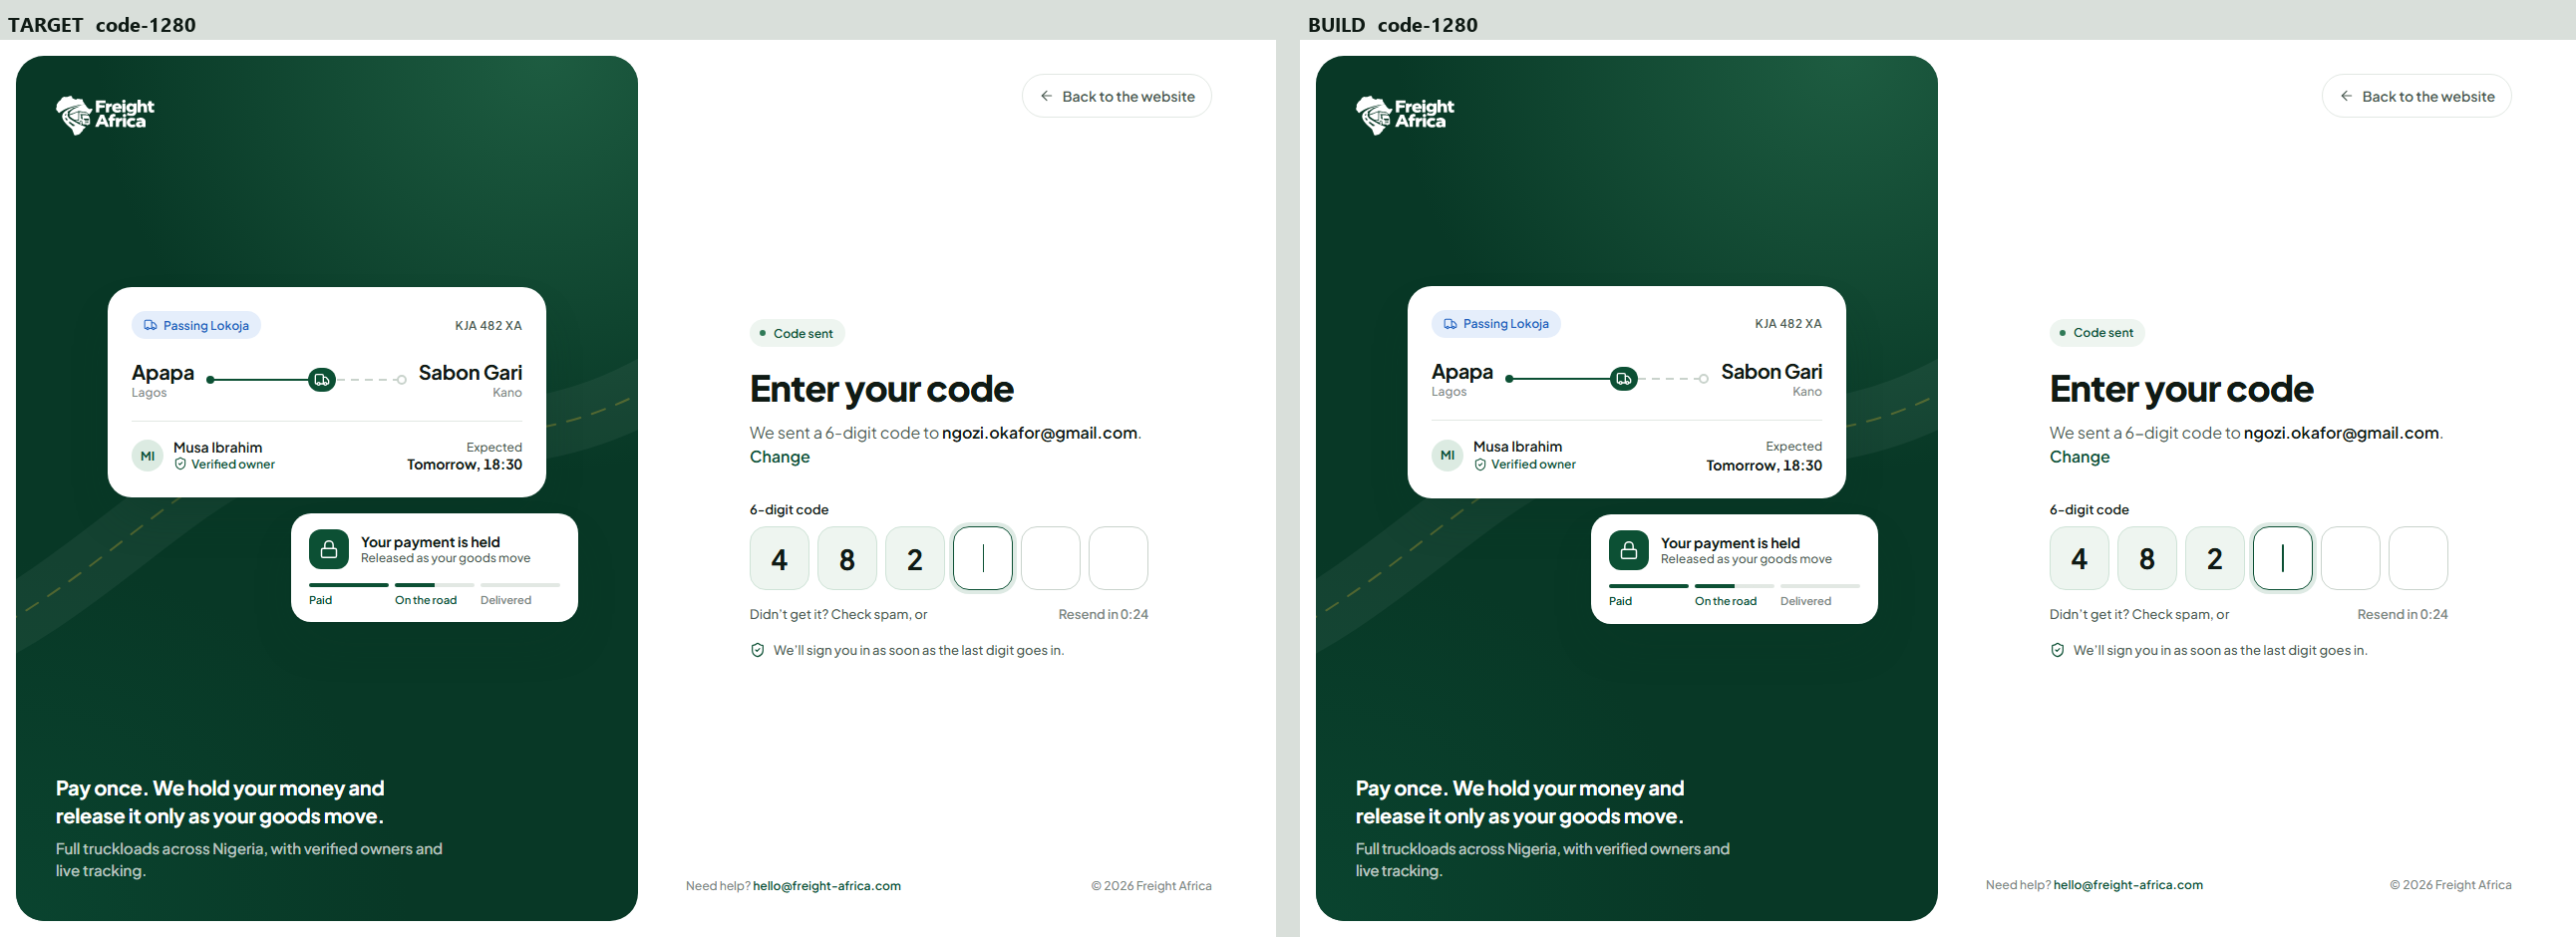 TARGET code-1280
Freight
Africa
Back to the website
Passing Lokoja
KJA 482 XA
Apapa
Sabon Gari
Lagos
Kano
MI
Musa Ibrahim
Expected
Verified owner
Tomorrow, 18:30
Your payment is held
Released as your goods move
Paid
On the road
Delivered
Code sent
Enter your code
We sent a 6-digit code to ngozi.okafor@gmail.com.
Change
6-digit code
4 8 2
Didn't get it? Check spam, or
Resend in 0:24
We'll sign you in as soon as the last digit goes in.
Pay once. We hold your money and
release it only as your goods move.
Full truckloads across Nigeria, with verified owners and
live tracking.
Need help? hello@freight-africa.com
© 2026 Freight Africa
BUILD code-1280
Freight
Africa
Back to the website
Passing Lokoja
KJA 482 XA
Apapa
Sabon Gari
Lagos
Kano
MI
Musa Ibrahim
Expected
Verified owner
Tomorrow, 18:30
Your payment is held
Released as your goods move
Paid
On the road
Delivered
Code sent
Enter your code
We sent a 6-digit code to ngozi.okafor@gmail.com.
Change
6-digit code
4 8 2
Didn't get it? Check spam, or
Resend in 0:24
We'll sign you in as soon as the last digit goes in.
Pay once. We hold your money and
release it only as your goods move.
Full truckloads across Nigeria, with verified owners and
live tracking.
Need help? hello@freight-africa.com
© 2026 Freight Africa